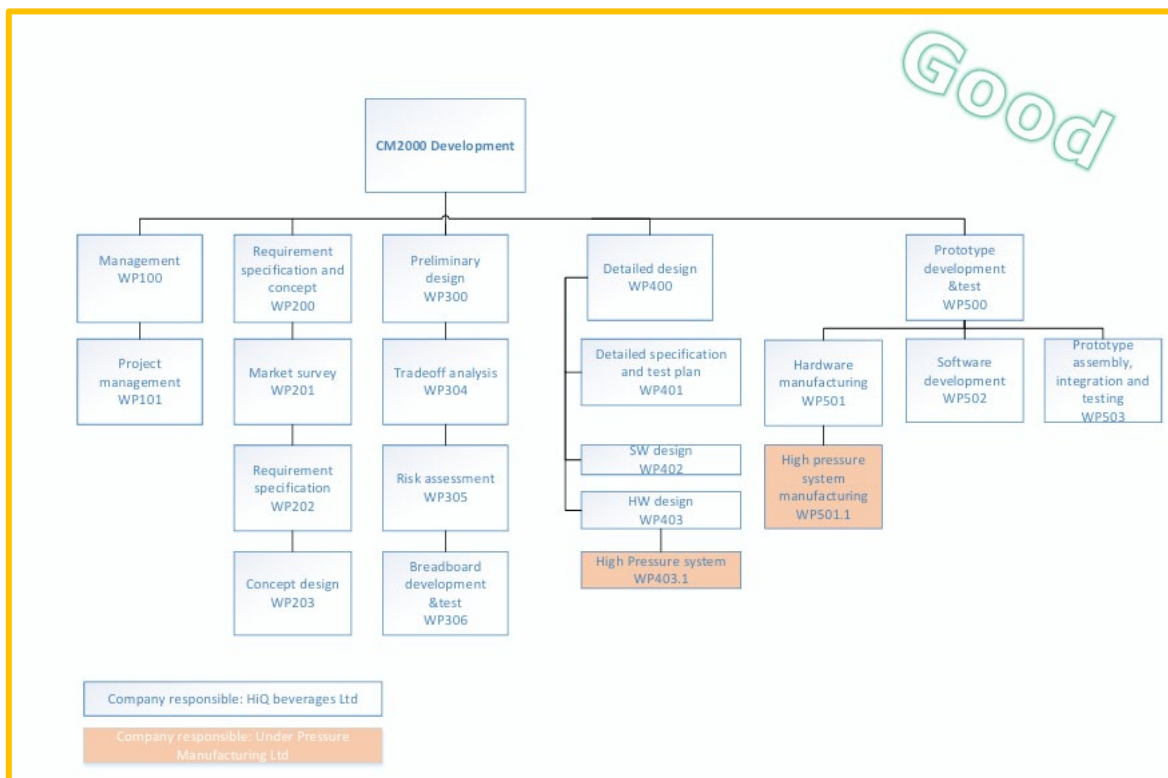 Good
CM2000 Development
Management
WP100
Requirement
specification and
concept
WP200
Preliminary
design
WP300
Detailed design
WP400
Prototype
development
&test
WP500
Project
management
WP101
Market survey
WP201
Tradeoff analysis
WP304
Detailed specification
and test plan
WP401
Hardware
manufacturing
WP501
Software
development
WP502
Prototype
assembly,
integration and
testing
WP503
Requirement
specification
WP202
Risk assessment
WP305
SW design
WP402
High pressure
system
manufacturing
WP501.1
HW design
WP403
Concept design
WP203
Breadboard
development
&test
WP306
High Pressure system
WP403.1
Company responsible: HiQ beverages Ltd
Company responsible: Under Pressure
Manufacturing Ltd